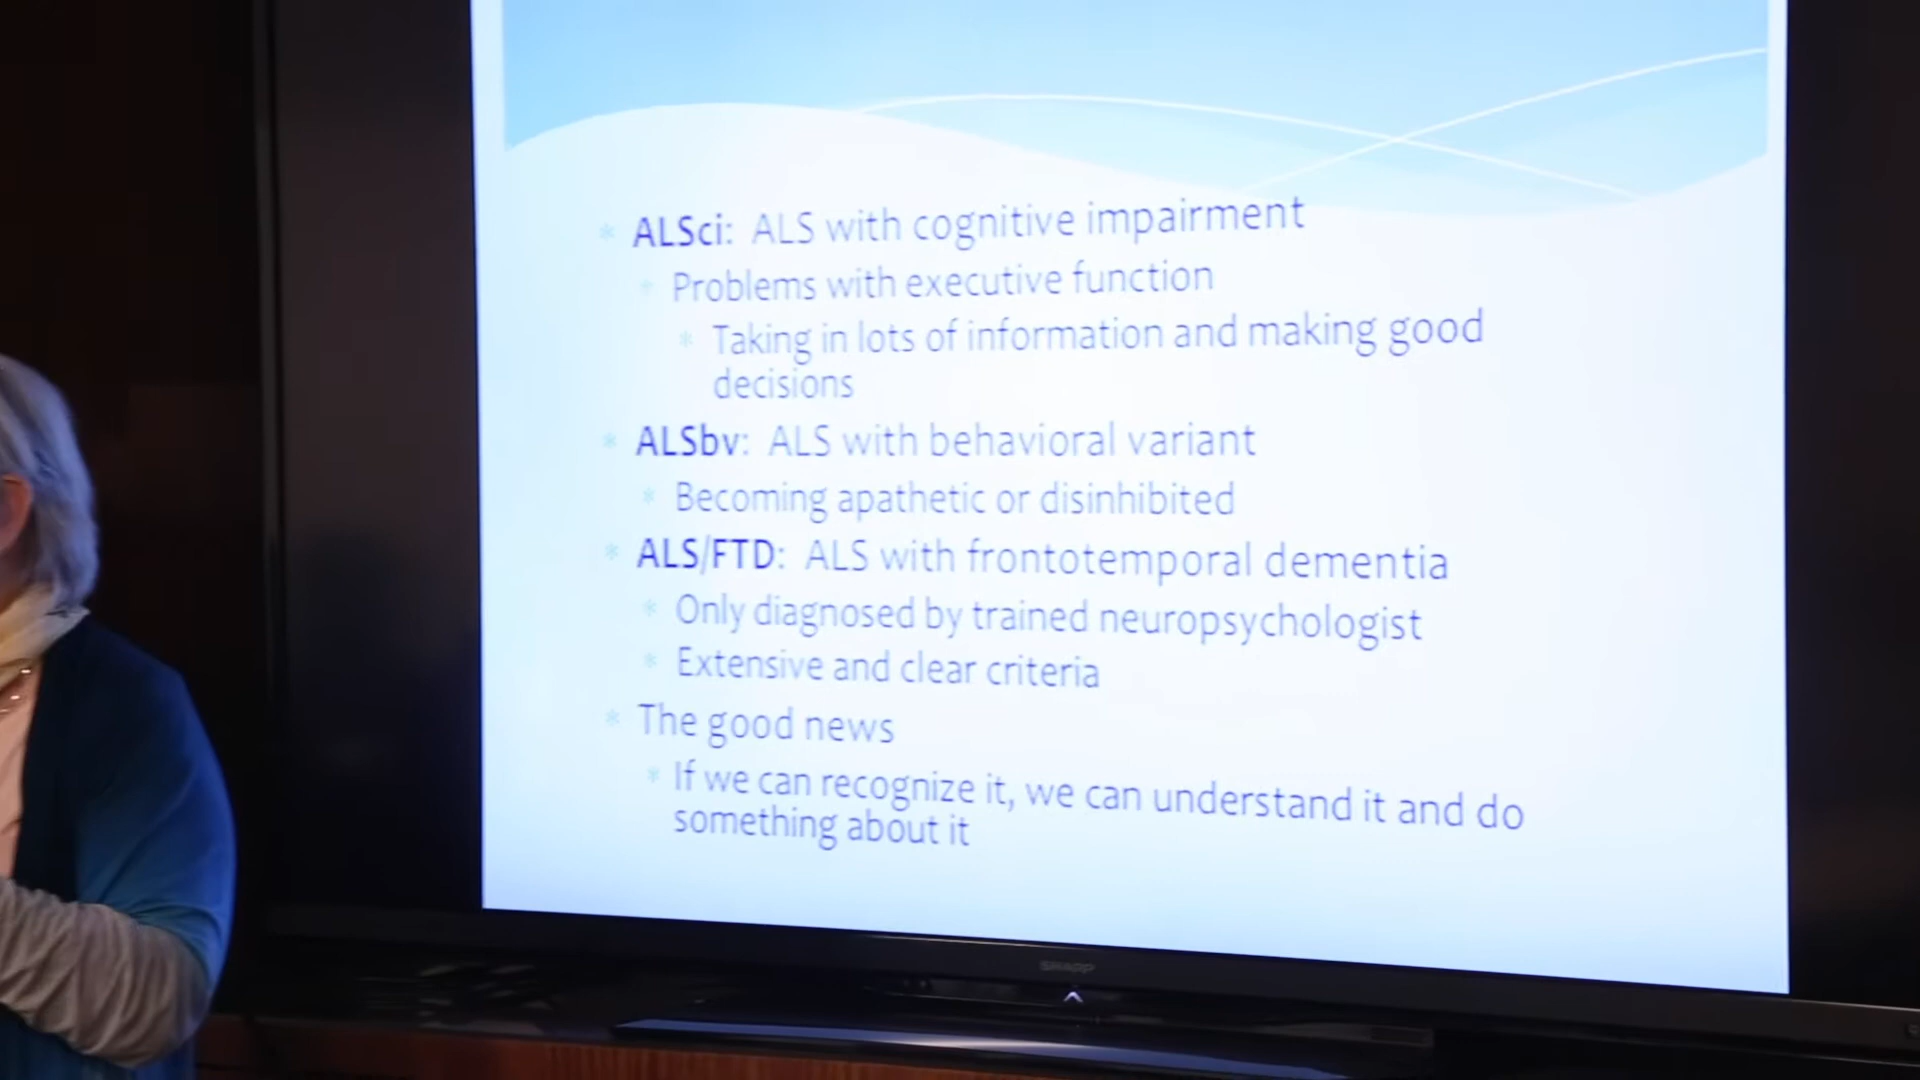 * ALSci: ALS with cognitive impairment
* Problems with executive function
* Taking in lots of information and making good
decisions
* ALSbv: ALS with behavioral variant
* Becoming apathetic or disinhibited
* ALS/FTD: ALS with frontotemporal dementia
* Only diagnosed by trained neuropsychologist
* Extensive and clear criteria
* The good news
* If we can recognize it, we can understand it and do
something about it
SHARP